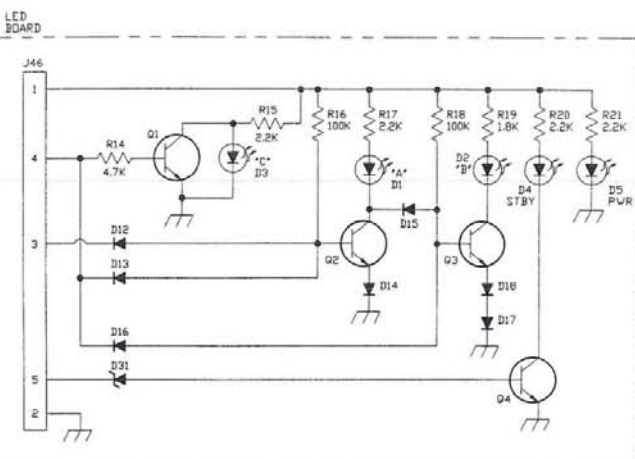 LED
BOARD
J46
1
4
3
5
2
R14
4.7K
Q1
R15
2.2K
"C"
D3
R16
100K
R17
2.2K
"A"
D1
R18
100K
R19
1.8K
D2
"B"
R20
2.2K
D4
STBY
R21
2.2K
D5
PWR
D12
D13
D15
Q2
Q3
D14
D18
D17
D16
D31
Q4